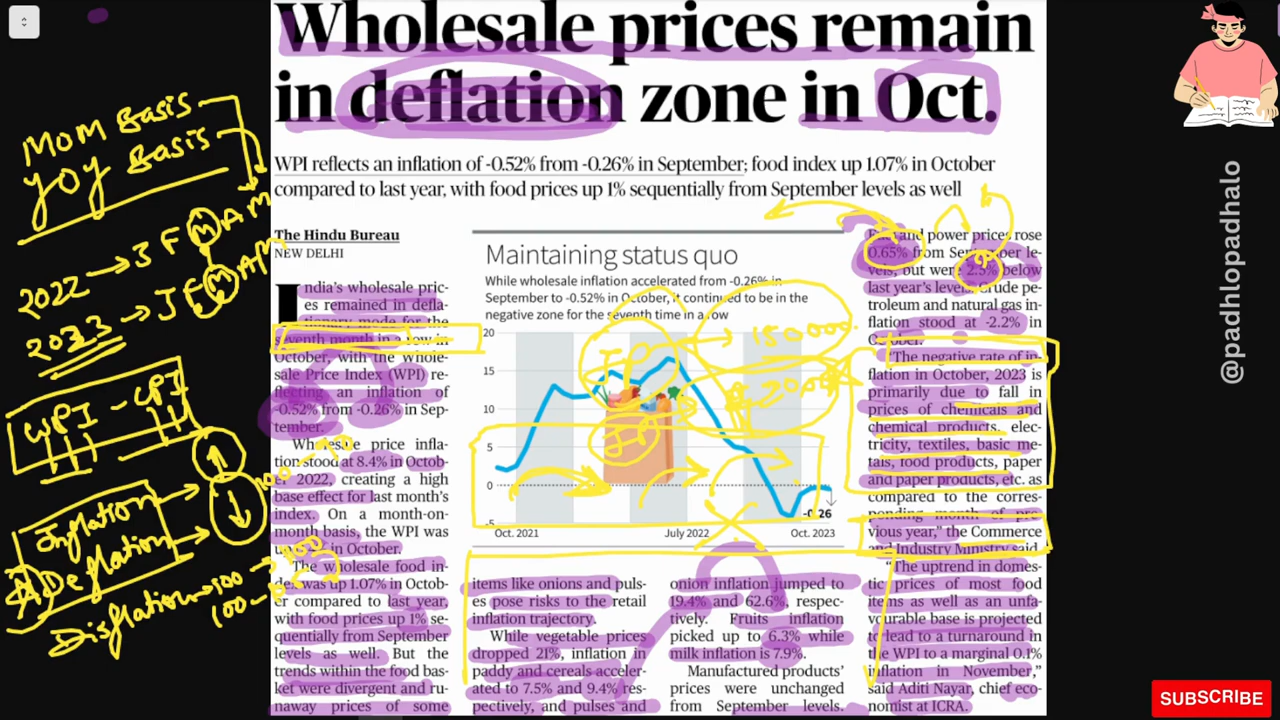 Wholesale prices remain
in deflation zone in Oct.
WPI reflects an inflation of -0.52% from -0.26% in September; food index up 1.07% in October
compared to last year, with food prices up 1% sequentially from September levels as well
The Hindu Bureau
NEW DELHI
India's wholesale pric-
es remained in defla-
tionary mode for the
seventh month in a row in
October, with the Whole-
sale Price Index (WPI) re-
flecting an inflation of
-0.52% from -0.26% in Sep-
tember.
Wholesale price infla-
tion stood at 8.4% in Octob-
2022, creating a high
base effect for last month's
index. On a month-on-
month basis, the WPI was
in October.
The wholesale food in-
dex was up 1.07% in Octob-
er compared to last year,
with food prices up 1% se-
quentially from September
levels as well. But the
trends within the food bas-
ket were divergent and ru-
naway prices of some
Maintaining status quo
While wholesale inflation accelerated from -0.26% in
September to -0.52% in October, it continued to be in the
negative zone for the seventh time in a row
20
15
10
5
0
-5
-0.26
Oct. 2021
July 2022
Oct. 2023
items like onions and puls-
es pose risks to the retail
inflation trajectory.
While vegetable prices
dropped 21%, inflation in
paddy and cereals acceler-
ated to 7.5% and 9.4% res-
pectively, and pulses and
onion inflation jumped to
19.4% and 62.6%, respec-
tively. Fruits inflation
picked up to 6.3% while
milk inflation is 7.9%.
Manufactured products'
prices were unchanged
from September levels.
and power prices rose
0.65% from September le-
vels, but were 2.5% below
last year's levels. Crude pe-
troleum and natural gas in-
flation stood at -2.2% in
October.
"The negative rate of in-
flation in October, 2023 is
primarily due to fall in
prices of chemicals and
chemical products, elec-
tricity, textiles, basic me-
tals, food products, paper
and paper products, etc. as
compared to the corres-
ponding month of pre-
vious year," the Commerce
and Industry Ministry said.
"The uptrend in domes-
tic prices of most food
items as well as an unfa-
vourable base is projected
to lead to a turnaround in
the WPI to a marginal 0.1%
inflation in November,"
said Aditi Nayar, chief eco-
nomist at ICRA.
MOM Basis
YOY Basis
2022 → J F M A M
2023 → J F M A M
WPI - CPI
Inflation
Deflation
Disflation → 100
100
@padhlopadhalo
SUBSCRIBE